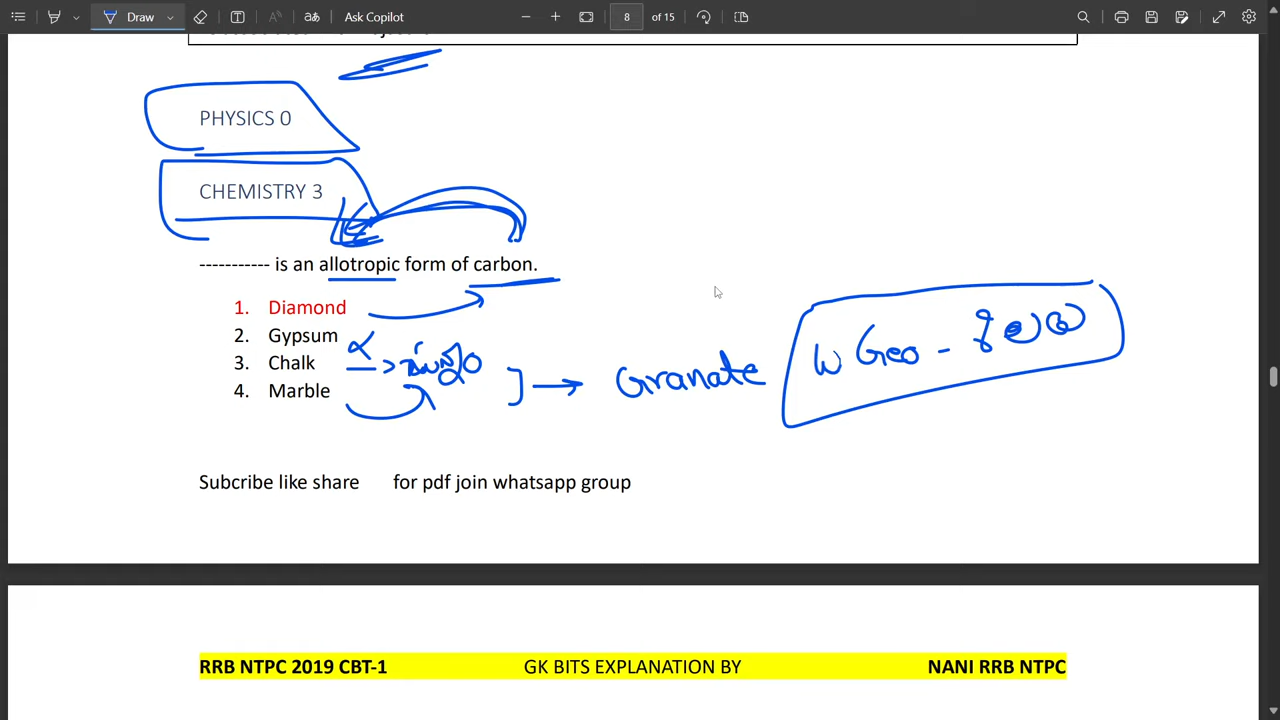 Draw
Ask Copilot
8 of 15
PHYSICS 0
CHEMISTRY 3
----------- is an allotropic form of carbon.
1. Diamond
2. Gypsum
3. Chalk
4. Marble
Granate
W Geo -
Subcribe like share for pdf join whatsapp group
RRB NTPC 2019 CBT-1 GK BITS EXPLANATION BY NANI RRB NTPC